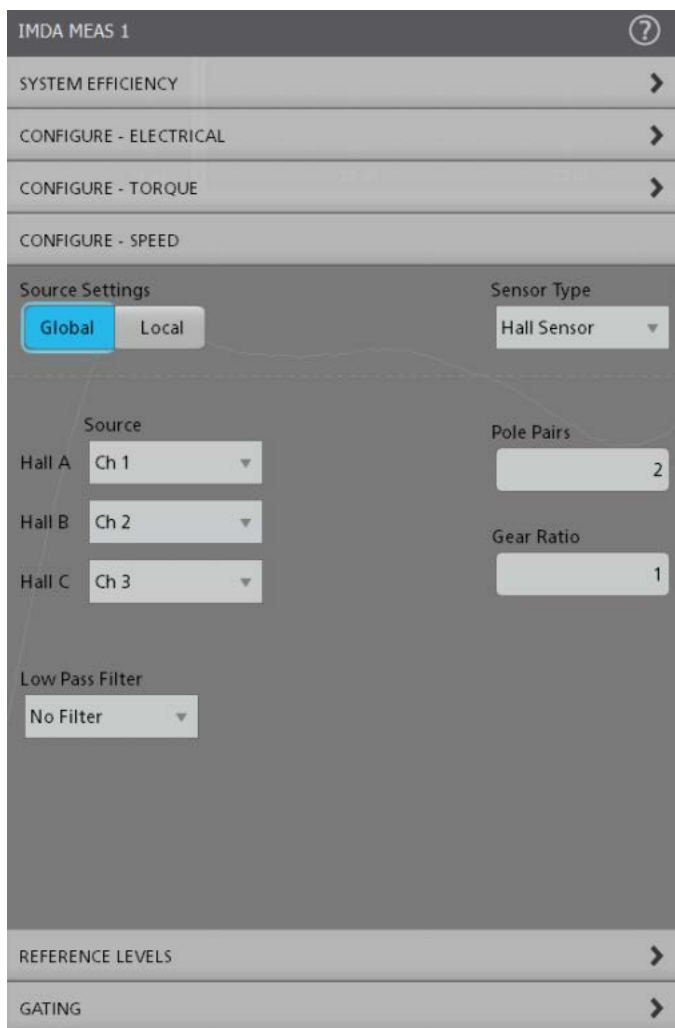 IMDA MEAS 1 ?
SYSTEM EFFICIENCY
CONFIGURE - ELECTRICAL
CONFIGURE - TORQUE
CONFIGURE - SPEED
Source Settings
Global Local
Sensor Type
Hall Sensor
Source
Hall A Ch 1
Hall B Ch 2
Hall C Ch 3
Pole Pairs
2
Gear Ratio
1
Low Pass Filter
No Filter
REFERENCE LEVELS
GATING